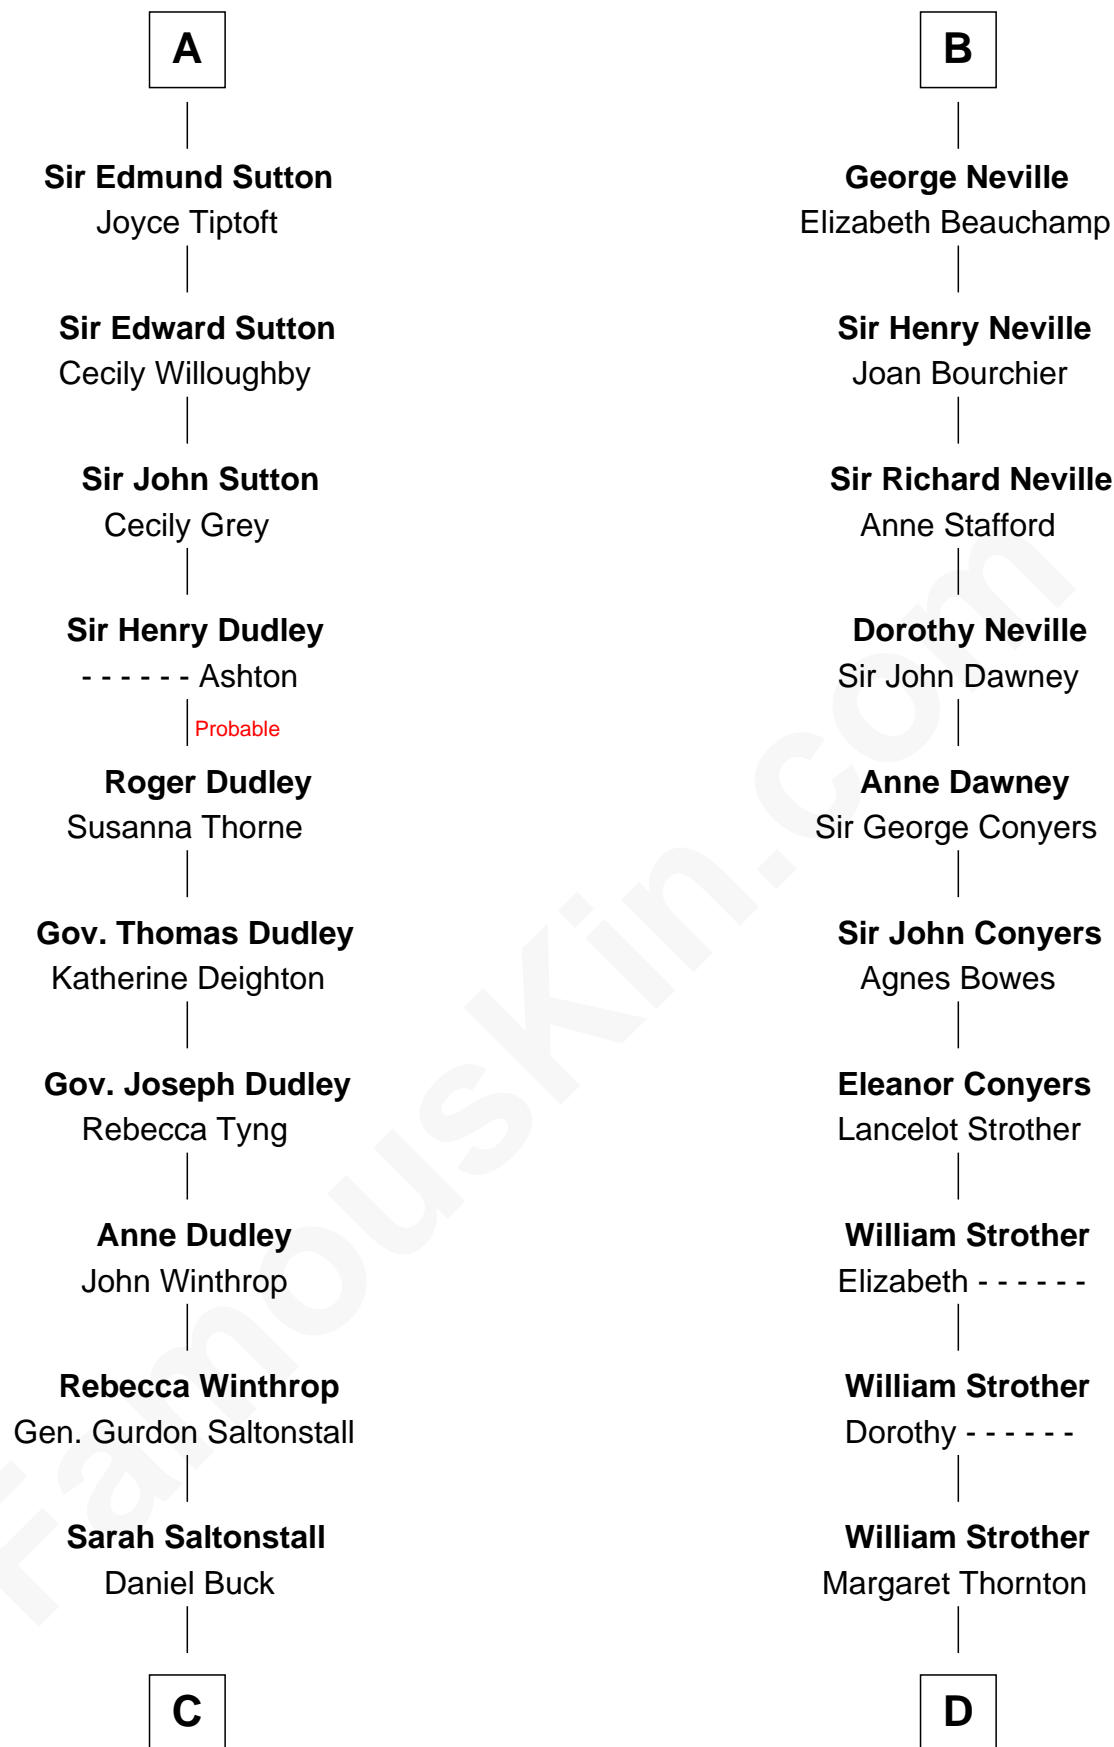 A
Sir Edmund Sutton
Joyce Tiptoft
Sir Edward Sutton
Cecily Willoughby
Sir John Sutton
Cecily Grey
Sir Henry Dudley
- - - - - - Ashton
Probable
Roger Dudley
Susanna Thorne
Gov. Thomas Dudley
Katherine Deighton
Gov. Joseph Dudley
Rebecca Tyng
Anne Dudley
John Winthrop
Rebecca Winthrop
Gen. Gurdon Saltonstall
Sarah Saltonstall
Daniel Buck
C
B
George Neville
Elizabeth Beauchamp
Sir Henry Neville
Joan Bourchier
Sir Richard Neville
Anne Stafford
Dorothy Neville
Sir John Dawney
Anne Dawney
Sir George Conyers
Sir John Conyers
Agnes Bowes
Eleanor Conyers
Lancelot Strother
William Strother
Elizabeth - - - - - -
William Strother
Dorothy - - - - - -
William Strother
Margaret Thornton
D
FamousKin.com